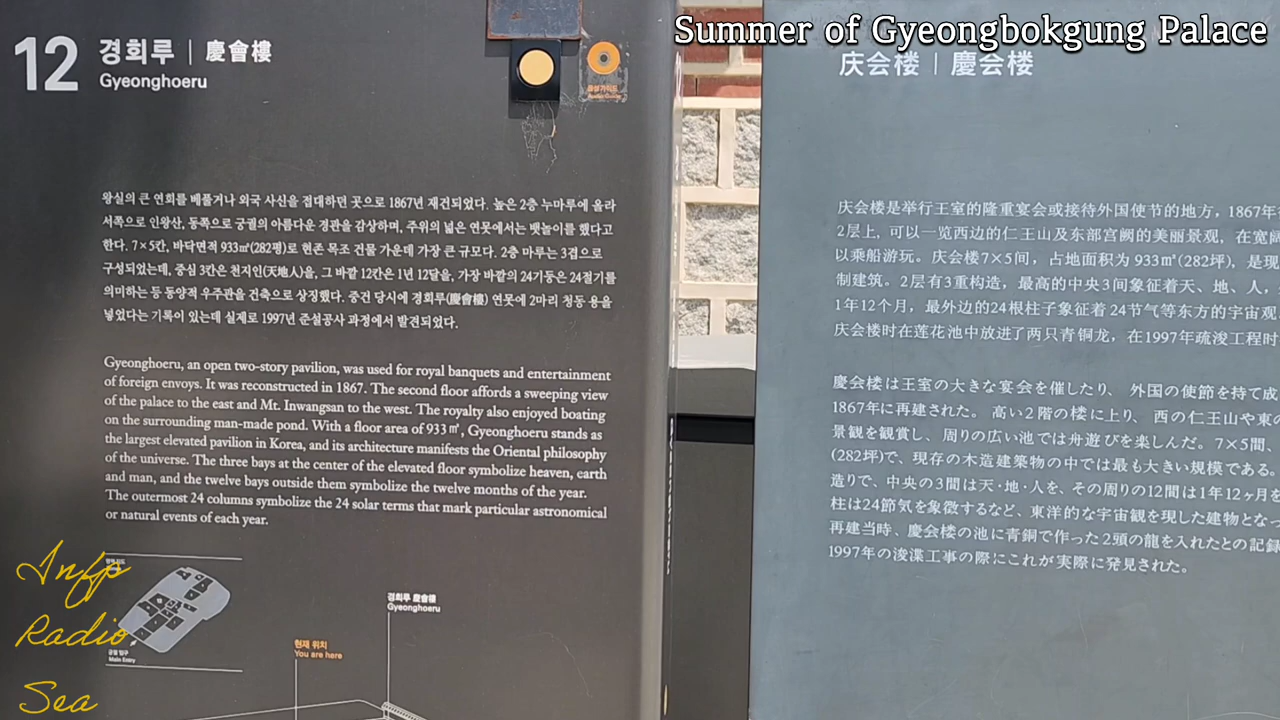 Summer of Gyeongbokgung Palace
12 경회루 | 慶會樓
Gyeonghoeru
음성가이드
왕실의 큰 연회를 베풀거나 외국 사신을 접대하던 곳으로 1867년 재건되었다. 높은 2층 누마루에 올라
서쪽으로 인왕산, 동쪽으로 궁궐의 아름다운 경관을 감상하며, 주위의 넓은 연못에서는 뱃놀이를 했다고
한다. 7×5칸, 바닥면적 933㎡(282평)로 현존 목조 건물 가운데 가장 큰 규모다. 2층 마루는 3겹으로
구성되었는데, 중심 3칸은 천지인(天地人)을, 그 바깥 12칸은 1년 12달을, 가장 바깥의 24기둥은 24절기를
의미하는 등 동양적 우주관을 건축으로 상징했다. 중건 당시에 경회루(慶會樓) 연못에 2마리 청동 용을
넣었다는 기록이 있는데 실제로 1997년 준설공사 과정에서 발견되었다.
Gyeonghoeru, an open two-story pavilion, was used for royal banquets and entertainment
of foreign envoys. It was reconstructed in 1867. The second floor affords a sweeping view
of the palace to the east and Mt. Inwangsan to the west. The royalty also enjoyed boating
on the surrounding man-made pond. With a floor area of 933㎡, Gyeonghoeru stands as
the largest elevated pavilion in Korea, and its architecture manifests the Oriental philosophy
of the universe. The three bays at the center of the elevated floor symbolize heaven, earth
and man, and the twelve bays outside them symbolize the twelve months of the year.
The outermost 24 columns symbolize the 24 solar terms that mark particular astronomical
or natural events of each year.
궁궐 입구
Main Entry
현재 위치
You are here
경회루 慶會樓
Gyeonghoeru
庆会楼 | 慶会楼
庆会楼是举行王室的隆重宴会或接待外国使节的地方，1867年
2层上，可以一览西边的仁王山及东部宫阙的美丽景观，在宽阔
以乘船游玩。庆会楼7×5间，占地面积为 933㎡(282坪)，是现
制建筑。2层有3重构造，最高的中央3间象征着天、地、人，
1年12个月，最外边的24根柱子象征着 24节气等东方的宇宙观
庆会楼时在莲花池中放进了两只青铜龙，在1997年疏浚工程时
慶会楼は王室の大きな宴会を催したり、外国の使節を持て成
1867年に再建された。高い2階の楼に上り、西の仁王山や東の
景観を観賞し、周りの広い池では舟遊びを楽しんだ。7×5間、
(282坪)で、現存の木造建築物の中では最も大きい規模である。
造りで、中央の3間は天·地·人を、その周りの12間は1年12ヶ月を
柱は24節気を象徴するなど、東洋的な宇宙観を現した建物となっ
再建当時、慶会楼の池に青銅で作った2頭の龍を入れたとの記録
1997年の浚渫工事の際にこれが実際に発見された。
Infp
Radio
Sea